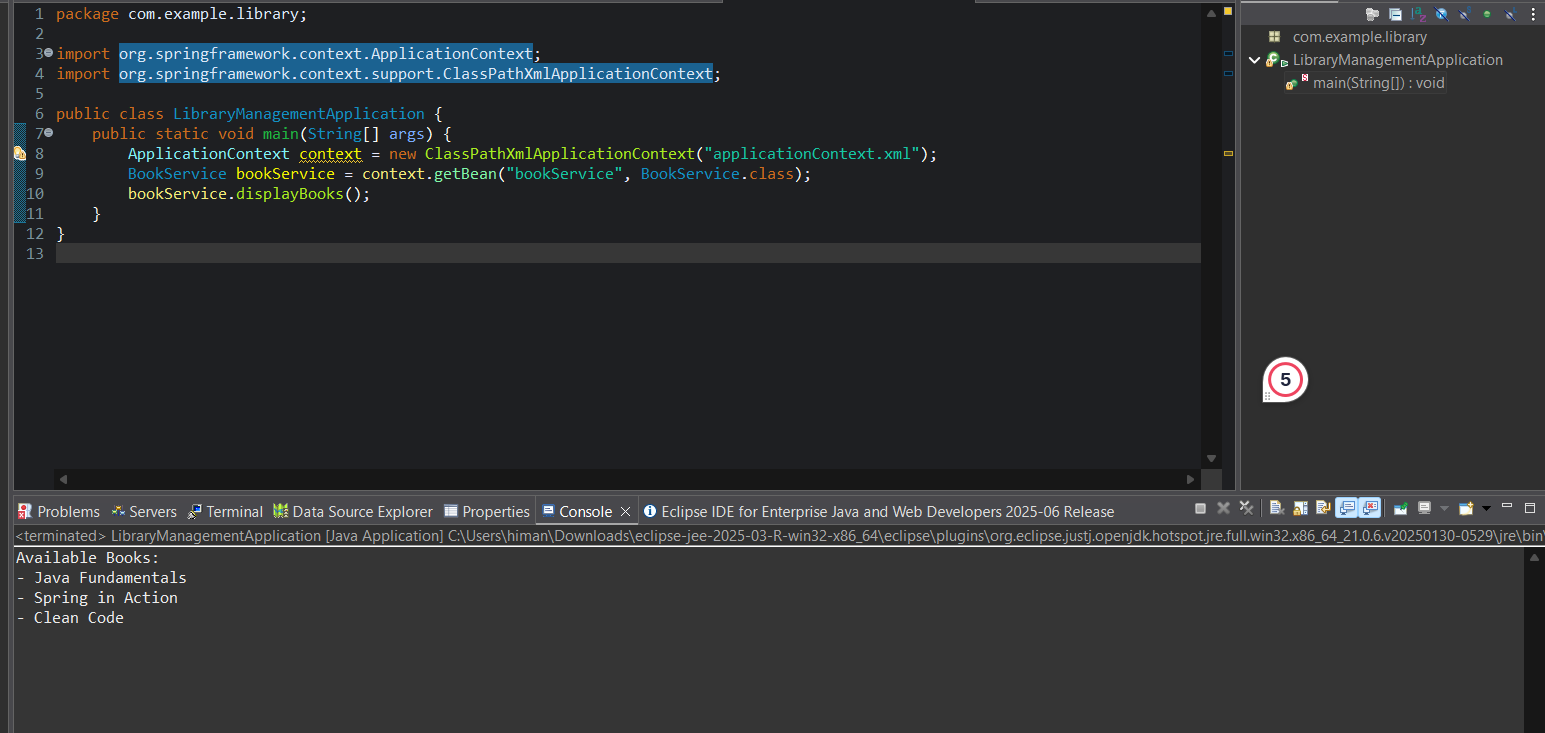 1 package com.example.library;
2
3 import org.springframework.context.ApplicationContext;
4 import org.springframework.context.support.ClassPathXmlApplicationContext;
5
6 public class LibraryManagementApplication {
7     public static void main(String[] args) {
8         ApplicationContext context = new ClassPathXmlApplicationContext("applicationContext.xml");
9         BookService bookService = context.getBean("bookService", BookService.class);
10         bookService.displayBooks();
11     }
12 }
13
com.example.library
LibraryManagementApplication
main(String[]) : void
5
Problems Servers Terminal Data Source Explorer Properties Console Eclipse IDE for Enterprise Java and Web Developers 2025-06 Release
<terminated> LibraryManagementApplication [Java Application] C:\Users\himan\Downloads\eclipse-jee-2025-03-R-win32-x86_64\eclipse\plugins\org.eclipse.justj.openjdk.hotspot.jre.full.win32.x86_64_21.0.6.v20250130-0529\jre\bin\
Available Books:
- Java Fundamentals
- Spring in Action
- Clean Code